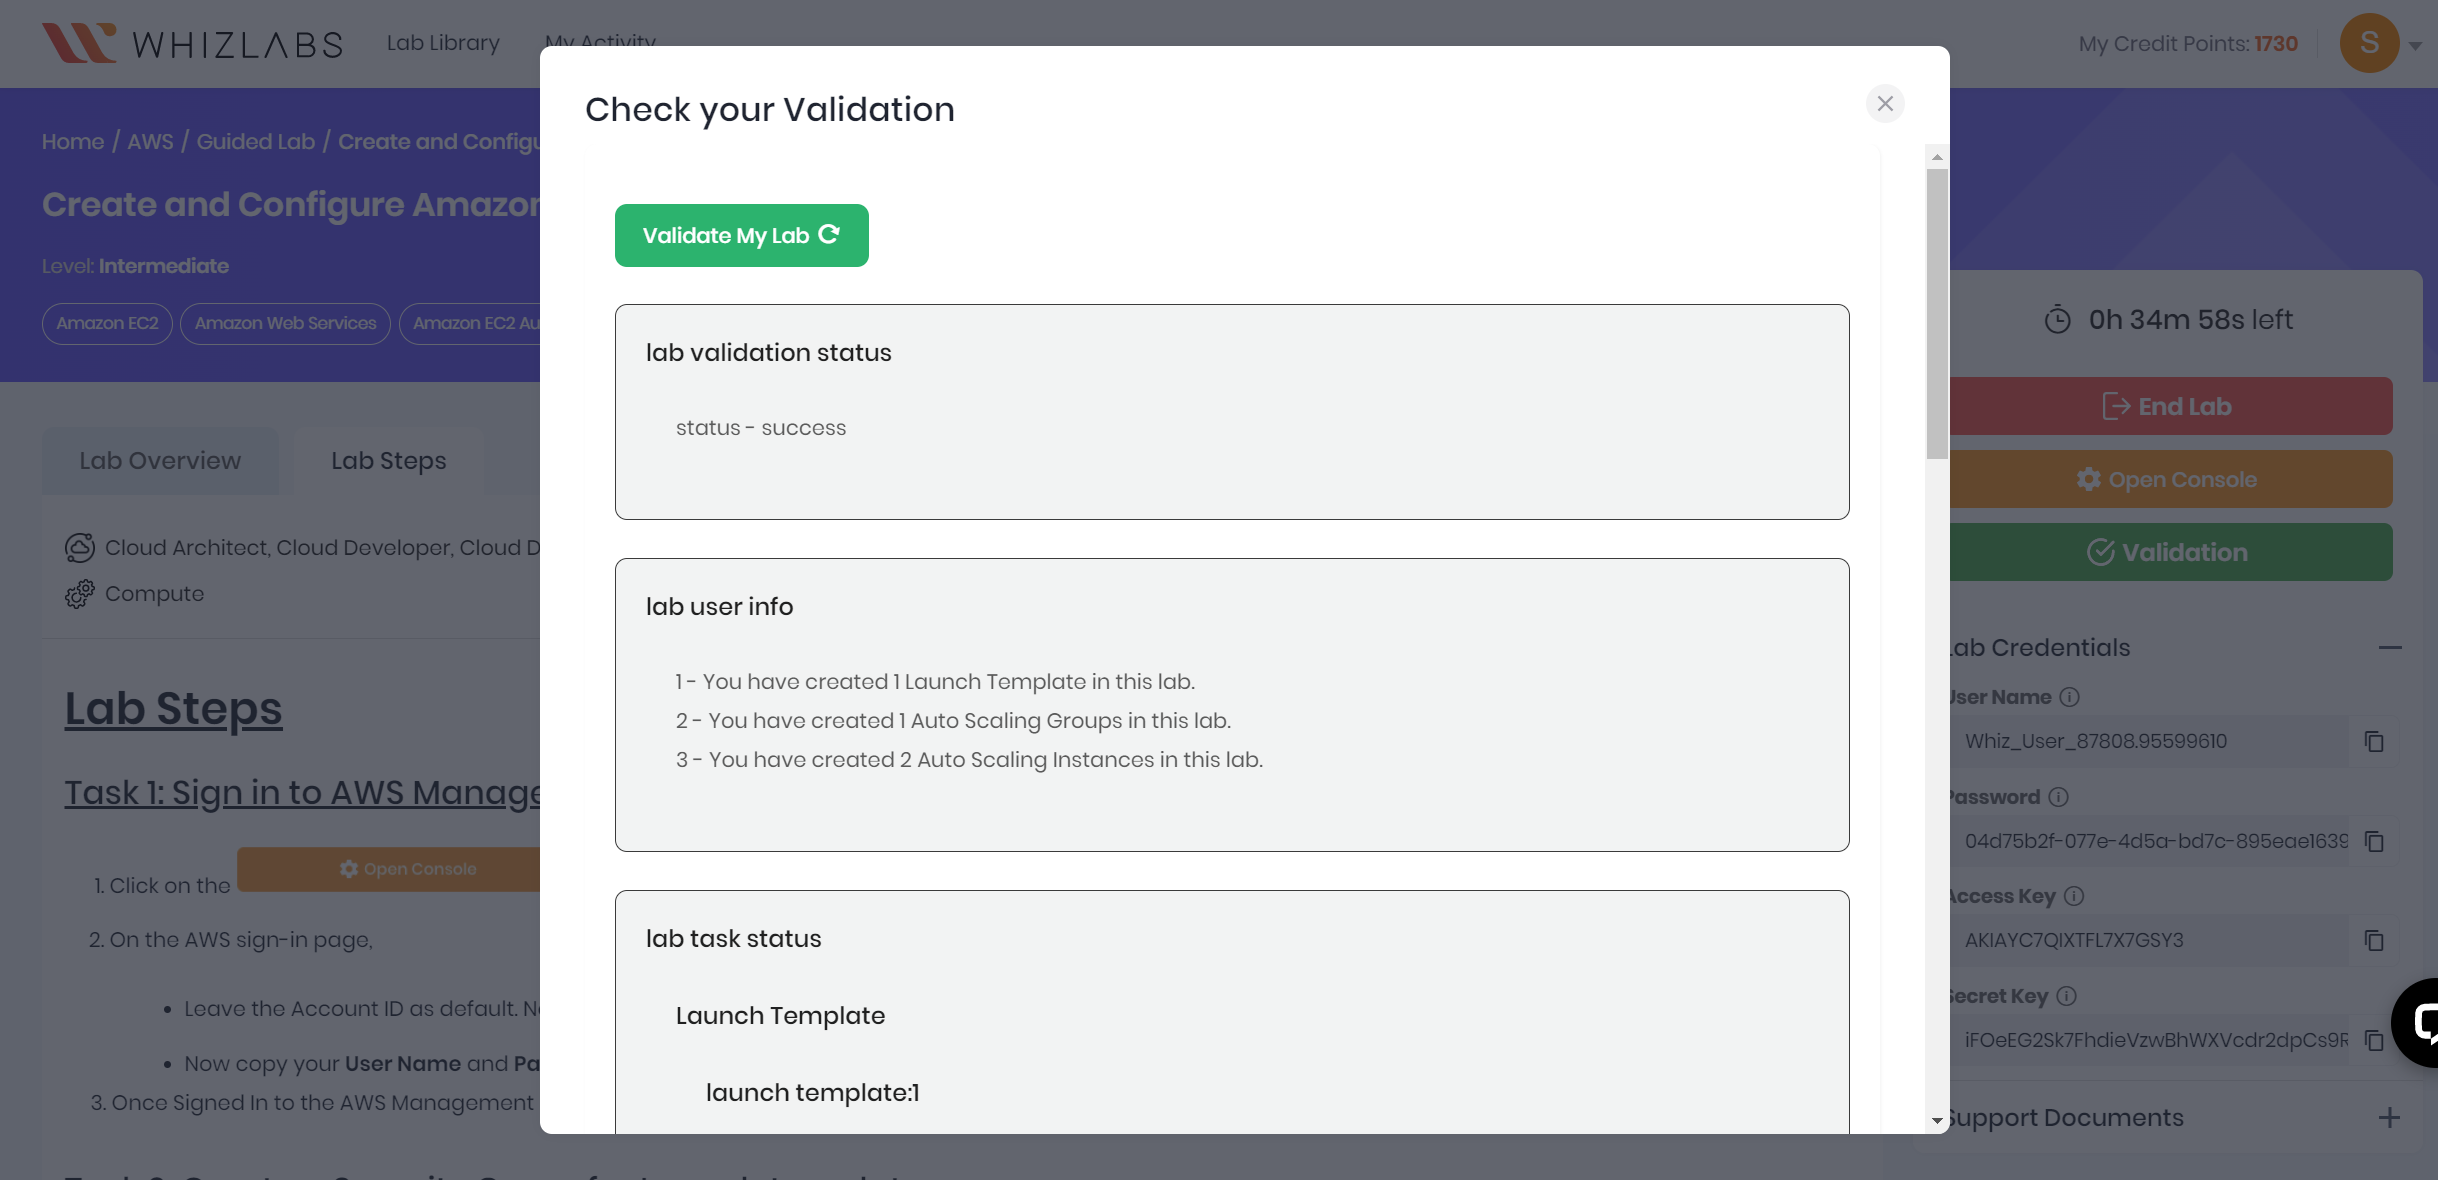 WHIZLABS
Lab Library
My Activity
My Credit Points: 1730
S
Home / AWS / Guided Lab / Create and
Create and Configure
Level: Intermediate
Amazon EC2
Amazon Web Services
Amazon EC2
Lab Overview
Lab Steps
Cloud Architect, Cloud Developer, Cloud
Compute
Lab Steps
Task 1: Sign in to AWS
1. Click on the
Open Console
2. On the AWS sign-in page,
• Leave the Account ID as default.
• Now copy your User Name and
3. Once Signed In to the AWS Management
Check your Validation
Validate My Lab
lab validation status
status - success
lab user info
1 - You have created 1 Launch Template in this lab.
2 - You have created 1 Auto Scaling Groups in this lab.
3 - You have created 2 Auto Scaling Instances in this lab.
lab task status
Launch Template
launch template:1
0h 34m 58s left
End Lab
Open Console
Validation
Lab Credentials
User Name
Whiz_User_87808.95599610
Password
04d75b2f-077e-4d5a-bd7c-895eae1639
Access Key
AKIAYC7QIXTFL7X7GSY3
Secret Key
iFOeEG2Sk7FhdieVzwBhWXVcdr2dpCs9R
Support Documents